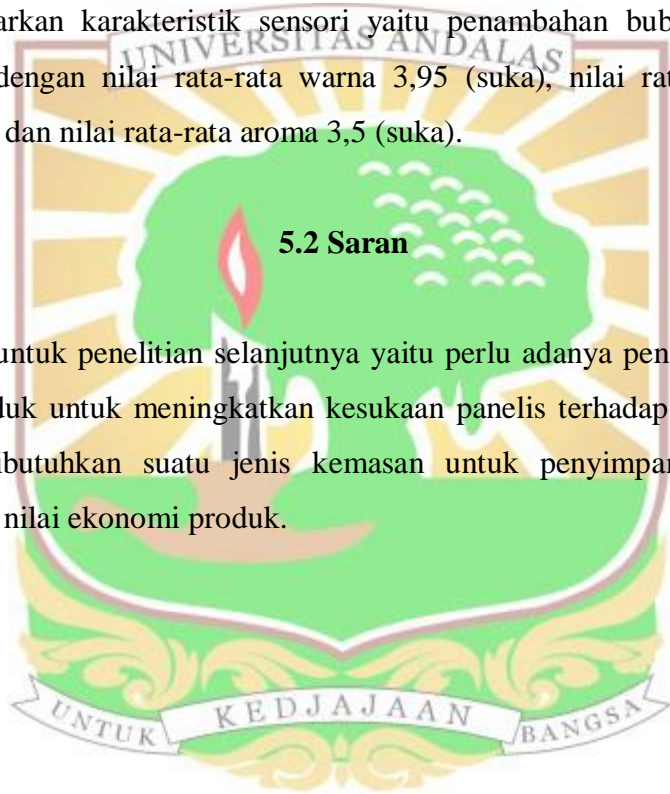 arkan karakteristik sensori yaitu penambahan bub
UNIVERSITAS ANDALAS
dengan nilai rata-rata warna 3,95 (suka), nilai rat
dan nilai rata-rata aroma 3,5 (suka).
5.2 Saran
untuk penelitian selanjutnya yaitu perlu adanya pen
duk untuk meningkatkan kesukaan panelis terhadap
ibutuhkan suatu jenis kemasan untuk penyimpan
nilai ekonomi produk.
UNTUK KEDJAJAAN BANGSA